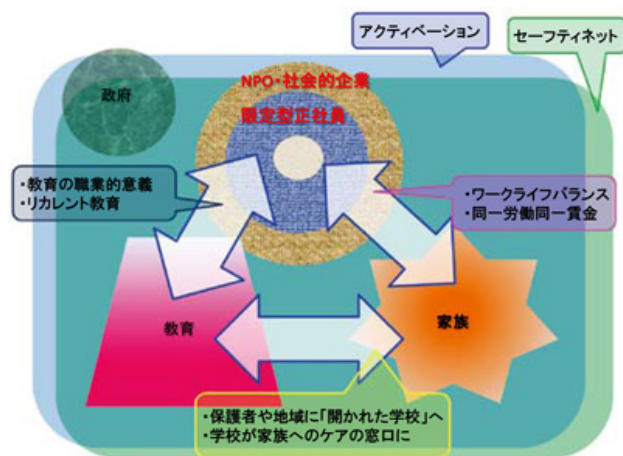 アクティベーション
セーフティネット
政府
NPO・社会的企業
限定型正社員
・教育の職業的意義
・リカレント教育
・ワークライフバランス
・同一労働同一賃金
教育
家族
・保護者や地域に「開かれた学校」へ
・学校が家族へのケアの窓口に